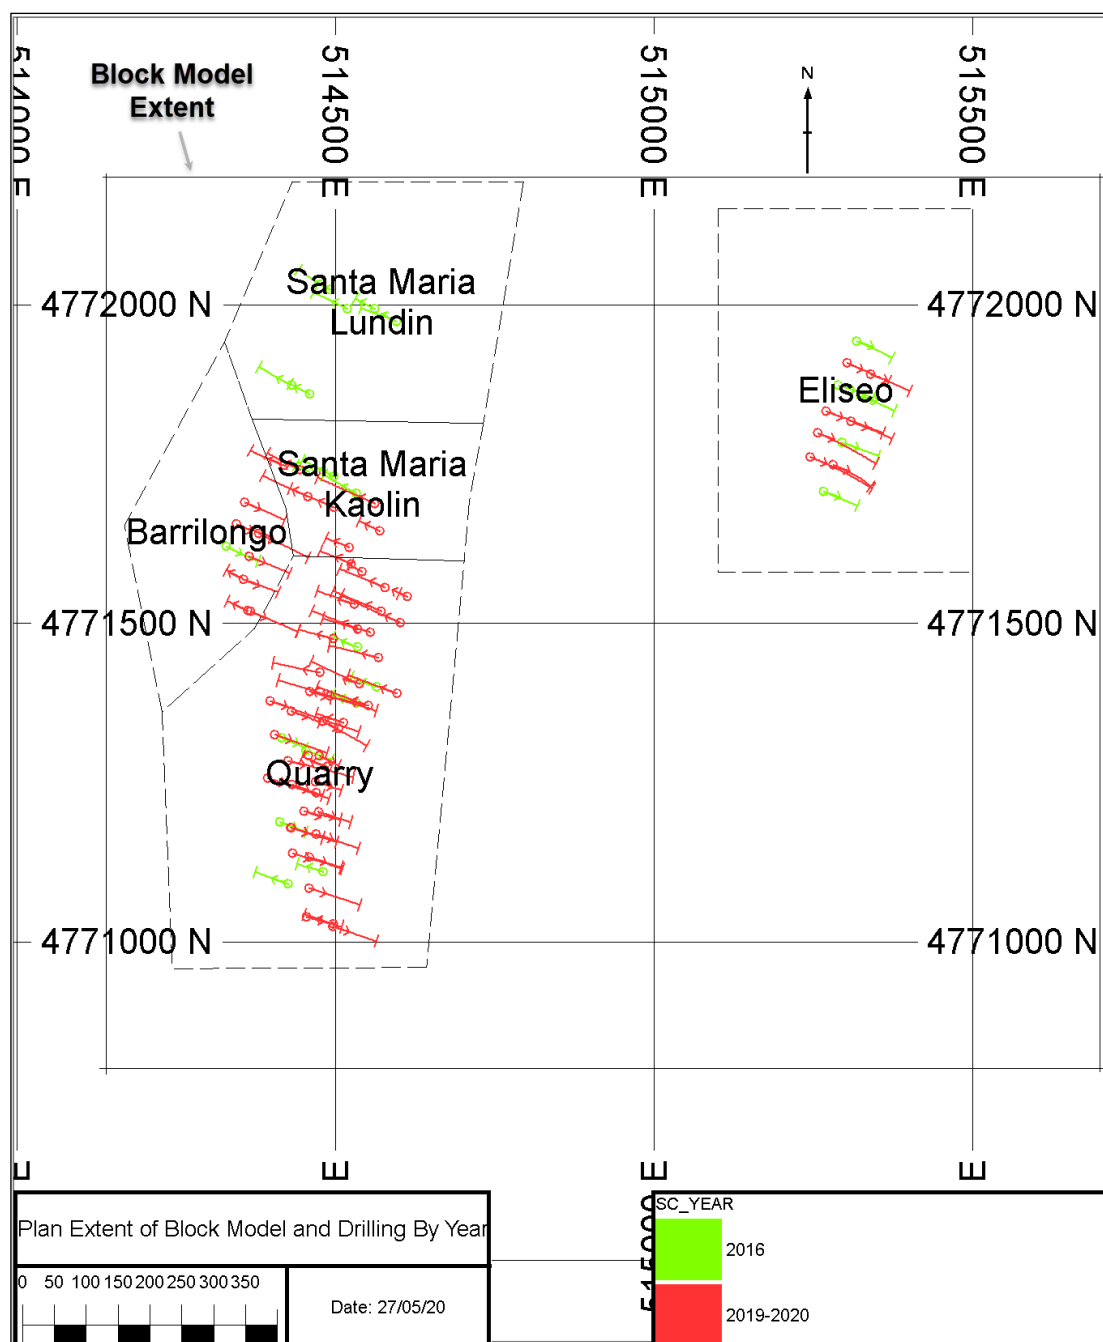 514000 E
514500 E
515000 E
515500 E
Block Model
Extent
N
Santa Maria
Lundin
4772000 N
4772000 N
Eliseo
Santa Maria
Kaolin
Barrilongo
4771500 N
4771500 N
Quarry
4771000 N
4771000 N
E
E
E
E
515000
Plan Extent of Block Model and Drilling By Year
0 50 100 150 200 250 300 350
Date: 27/05/20
SC_YEAR
2016
2019-2020